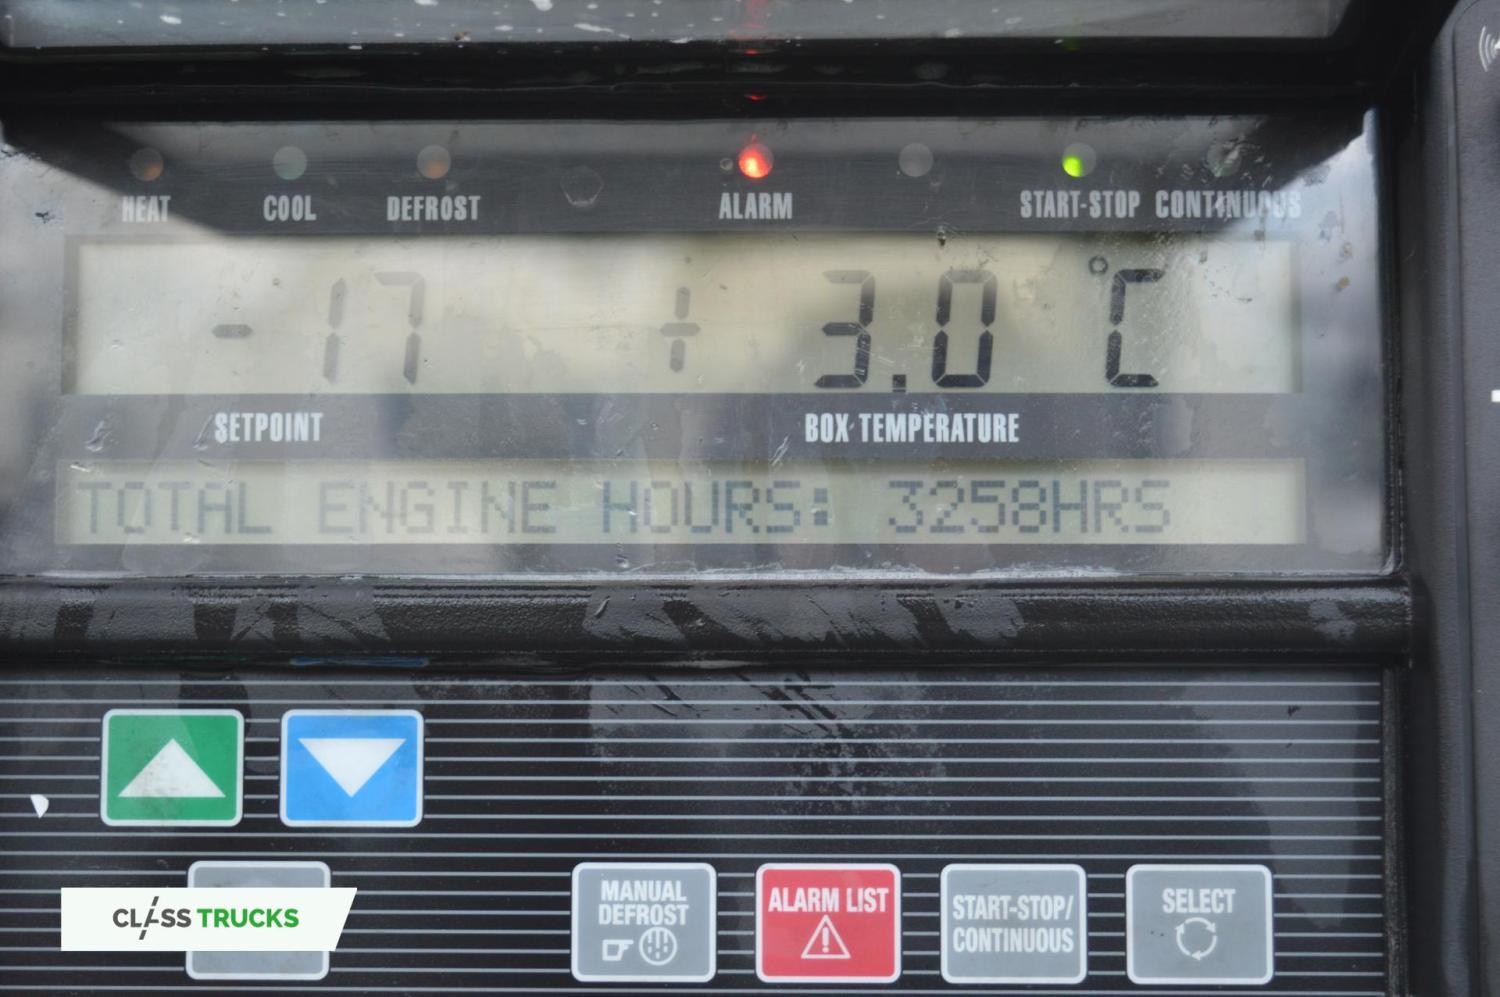 HEAT COOL DEFROST ALARM START-STOP CONTINUOUS
-17 +3.0 °C
SETPOINT BOX TEMPERATURE
TOTAL ENGINE HOURS: 3258HRS
MANUAL
DEFROST
ALARM LIST
START-STOP/
CONTINUOUS
SELECT
CLASS TRUCKS